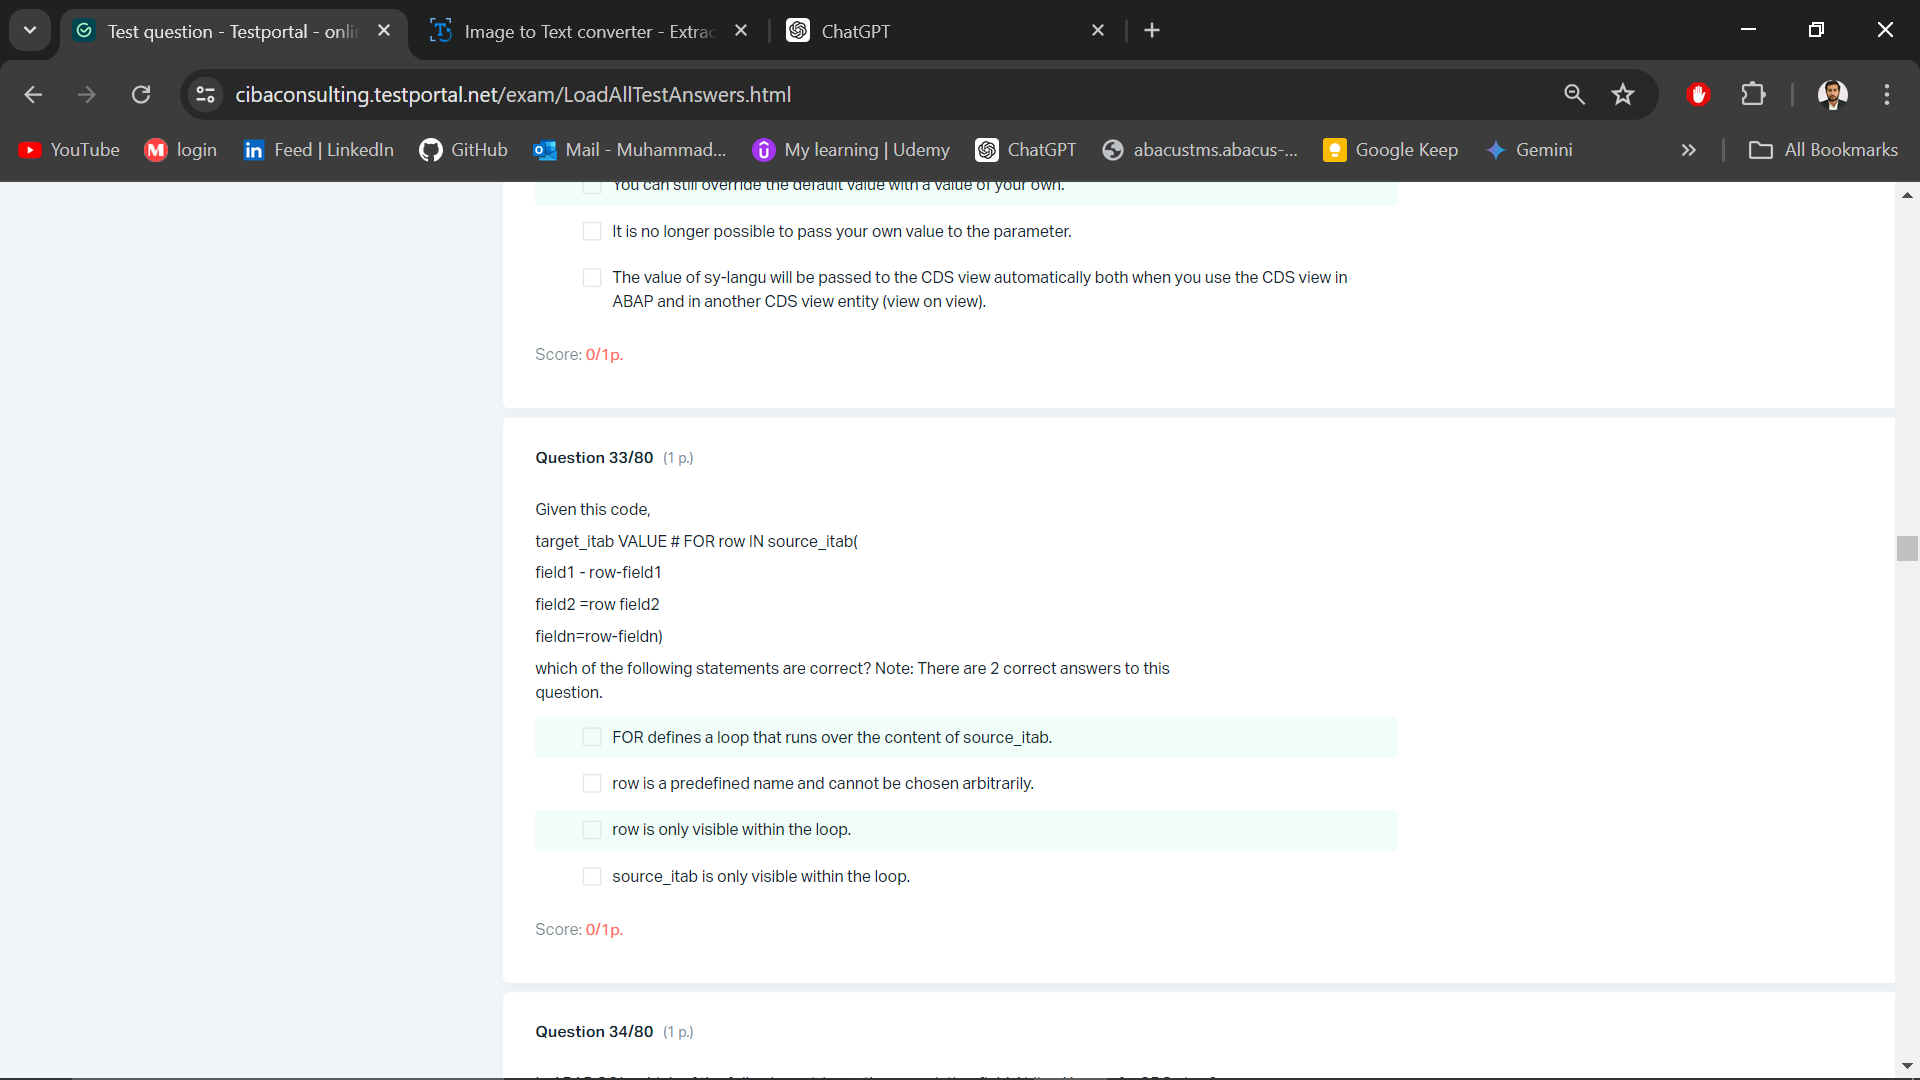 Test question - Testportal - onli
Image to Text converter - Extrac
ChatGPT
cibaconsulting.testportal.net/exam/LoadAllTestAnswers.html
YouTube
login
Feed | LinkedIn
GitHub
Mail - Muhammad...
My learning | Udemy
ChatGPT
abacustms.abacus-...
Google Keep
Gemini
All Bookmarks
You can still override the default value with a value of your own.
It is no longer possible to pass your own value to the parameter.
The value of sy-langu will be passed to the CDS view automatically both when you use the CDS view in
ABAP and in another CDS view entity (view on view).
Score: 0/1p.
Question 33/80 (1 p.)
Given this code,
target_itab VALUE # FOR row IN source_itab(
field1 - row-field1
field2 =row field2
fieldn=row-fieldn)
which of the following statements are correct? Note: There are 2 correct answers to this
question.
FOR defines a loop that runs over the content of source_itab.
row is a predefined name and cannot be chosen arbitrarily.
row is only visible within the loop.
source_itab is only visible within the loop.
Score: 0/1p.
Question 34/80 (1 p.)